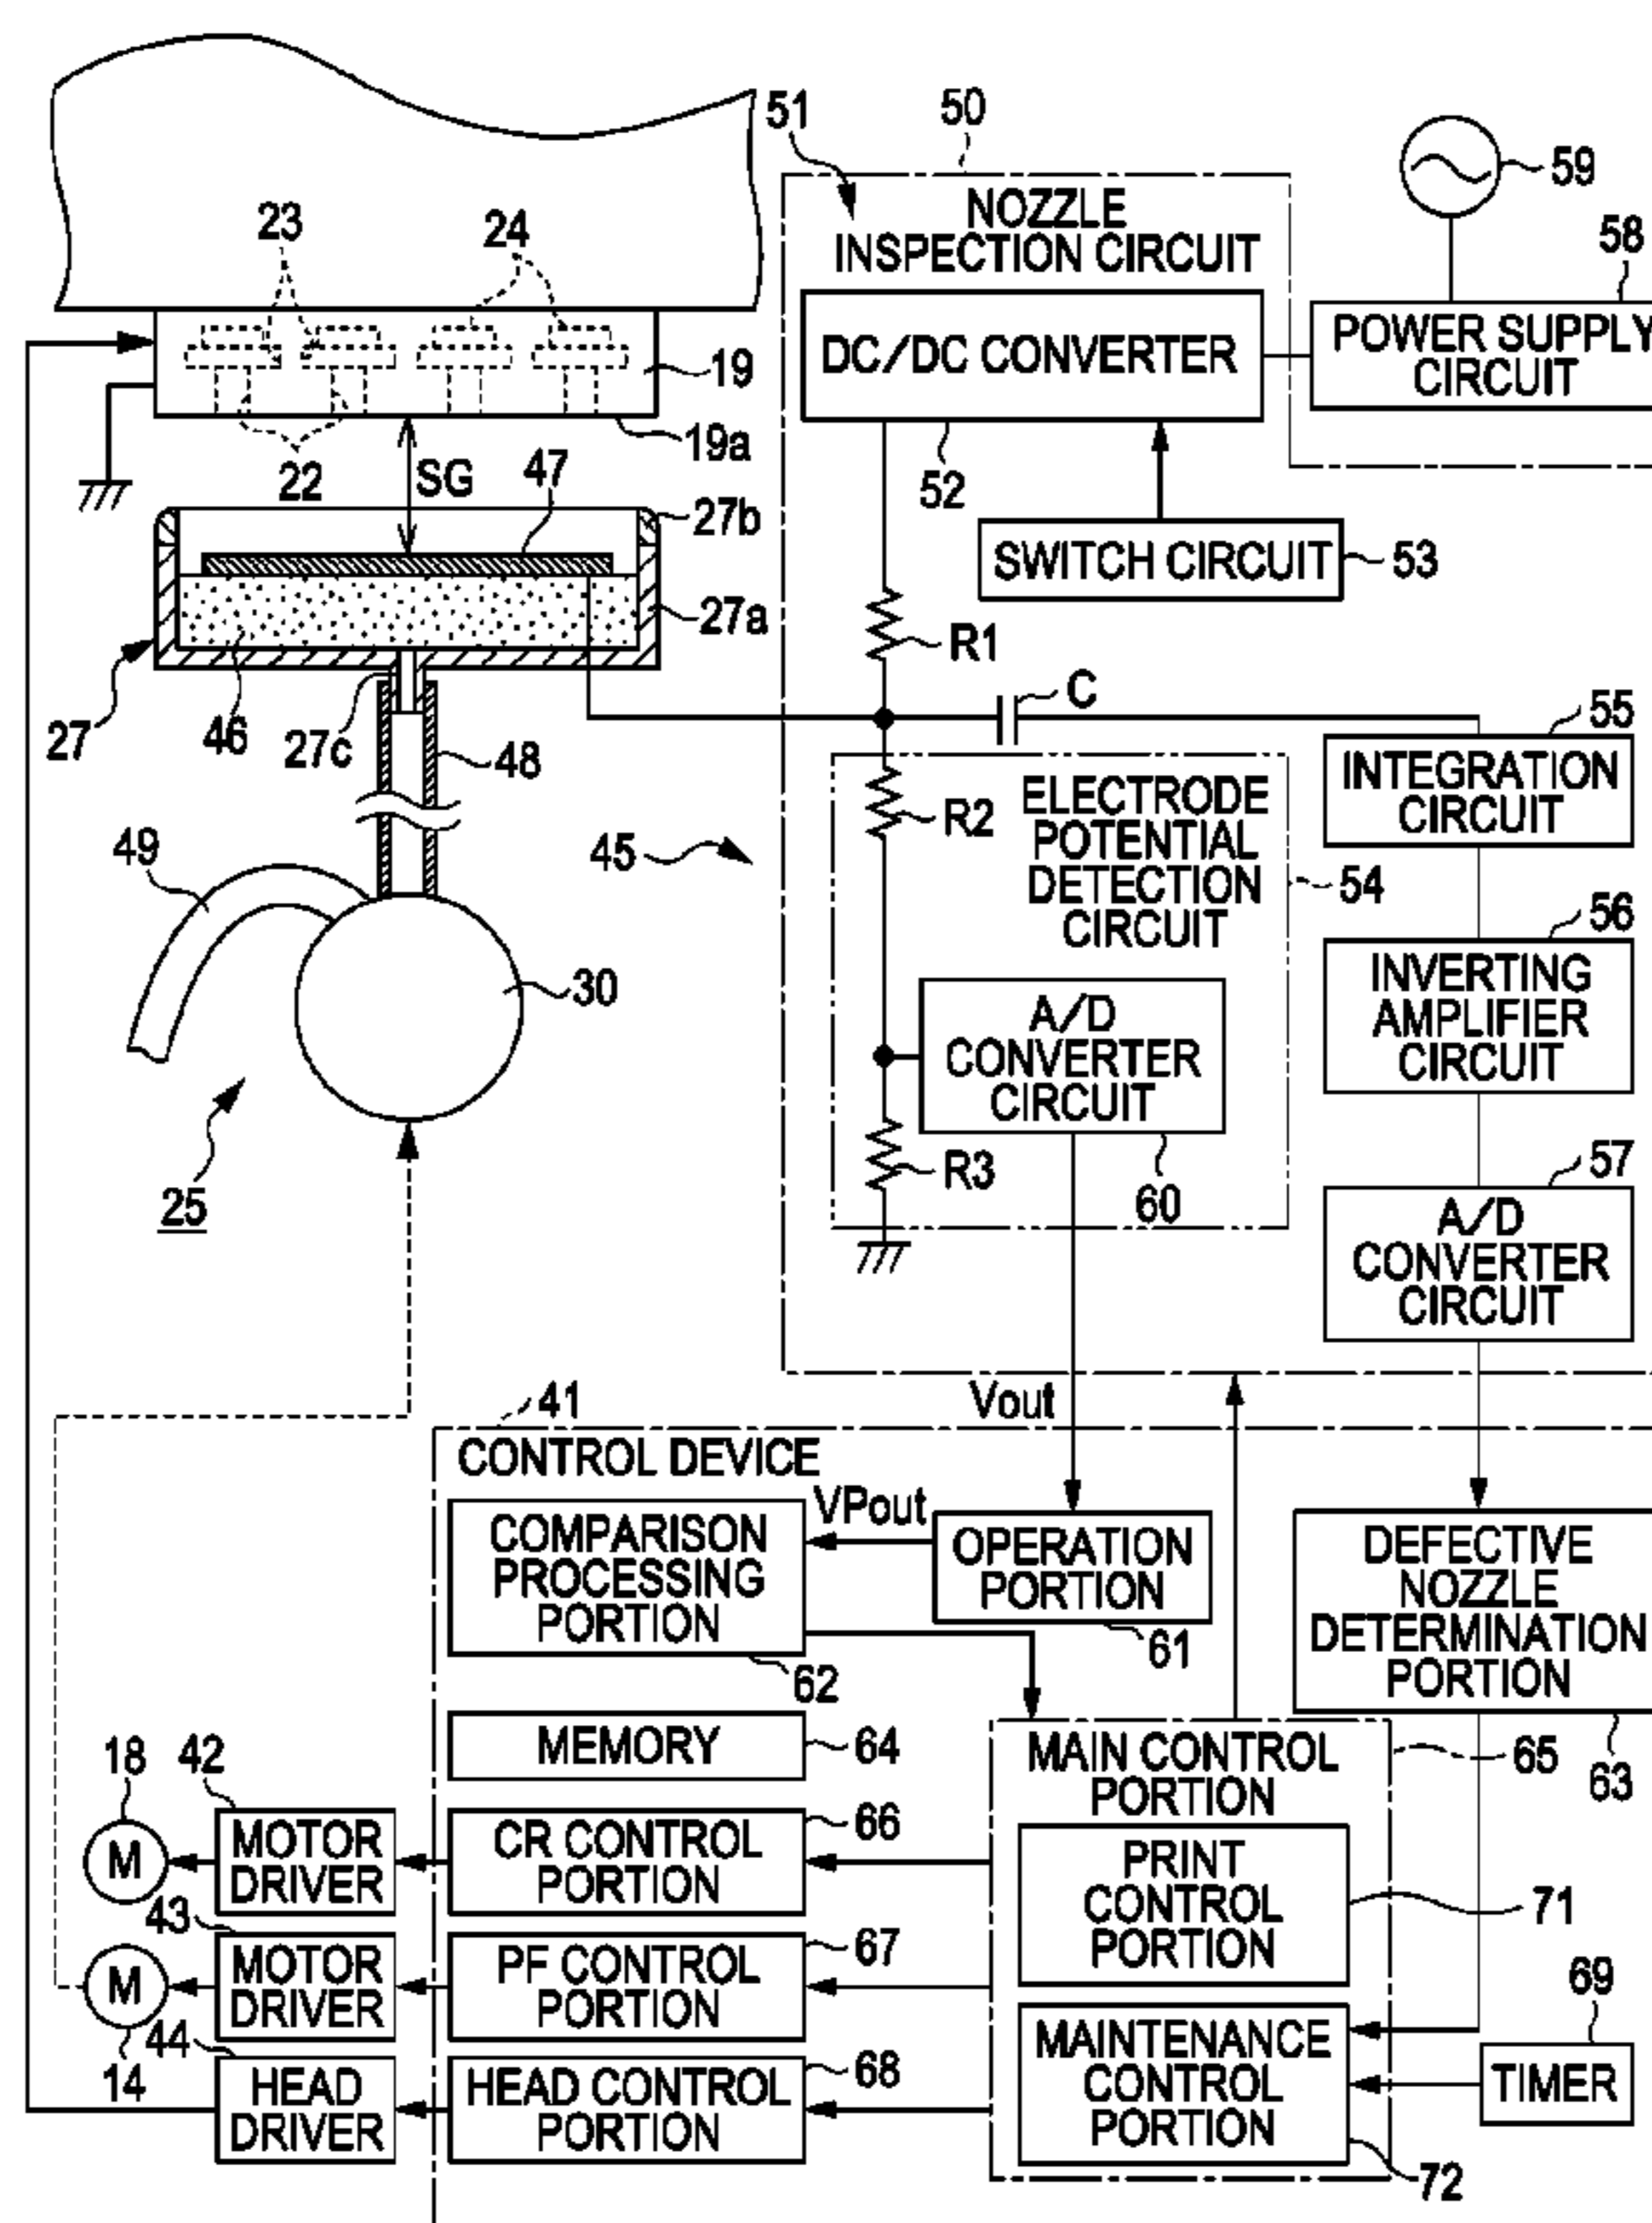 51
50
59
NOZZLE
INSPECTION CIRCUIT
58
23
24
DC/DC CONVERTER
POWER SUPPLY
CIRCUIT
19
19a
22
SG
47
52
27b
SWITCH CIRCUIT
53
27a
R1
C
27
46
27c
48
55
INTEGRATION
CIRCUIT
R2
ELECTRODE
POTENTIAL
DETECTION
CIRCUIT
45
54
49
56
INVERTING
AMPLIFIER
CIRCUIT
30
A/D
CONVERTER
CIRCUIT
25
R3
60
57
A/D
CONVERTER
CIRCUIT
41
Vout
CONTROL DEVICE
COMPARISON
PROCESSING
PORTION
VPout
OPERATION
PORTION
61
62
DEFECTIVE
NOZZLE
DETERMINATION
PORTION
63
MEMORY
64
MAIN CONTROL
PORTION
65
18
42
M
MOTOR
DRIVER
CR CONTROL
PORTION
66
PRINT
CONTROL
PORTION
71
43
M
MOTOR
DRIVER
PF CONTROL
PORTION
67
69
14
44
HEAD
DRIVER
HEAD CONTROL
PORTION
68
MAINTENANCE
CONTROL
PORTION
TIMER
72